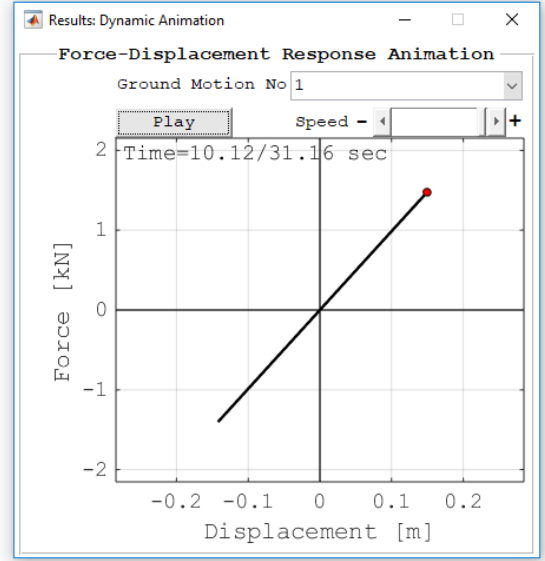 Results: Dynamic Animation
Force-Displacement Response Animation
Ground Motion No 1
Play Speed - +
Time=10.12/31.16 sec
2
1
0
-1
-2
Force [kN]
-0.2 -0.1 0 0.1 0.2
Displacement [m]